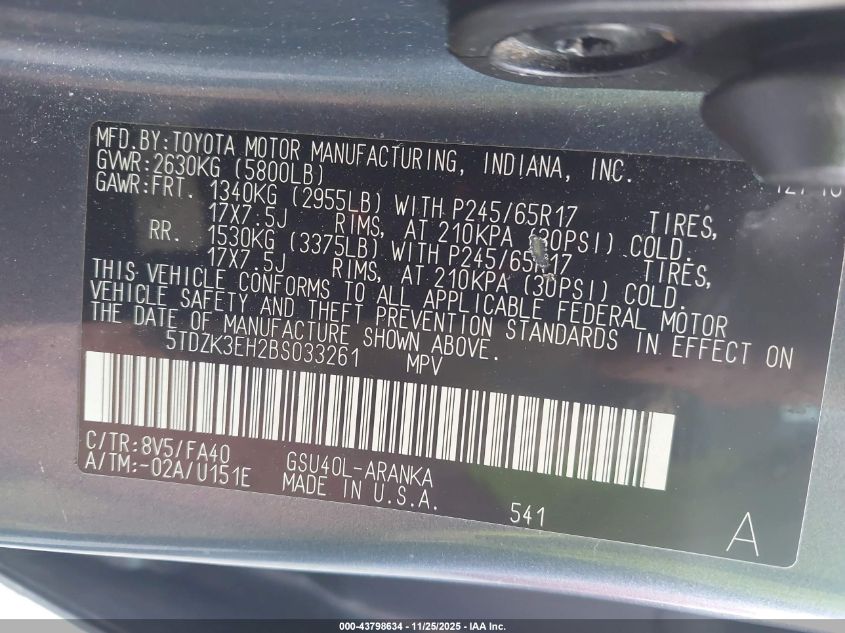 MFD.BY:TOYOTA MOTOR MANUFACTURING, INDIANA, INC.
GVWR:2630KG (5800LB)
GAWR:FRT. 1340KG (2955LB) WITH P245/65R17 TIRES,
17X7.5J RIMS, AT 210KPA (30PSI) COLD.
RR. 1530KG (3375LB) WITH P245/65R17 TIRES,
17X7.5J RIMS, AT 210KPA (30PSI) COLD.
THIS VEHICLE CONFORMS TO ALL APPLICABLE FEDERAL MOTOR
VEHICLE SAFETY AND THEFT PREVENTION STANDARDS IN EFFECT ON
THE DATE OF MANUFACTURE SHOWN ABOVE.
5TDZK3EH2BS033261 MPV
C/TR:8V5/FA40 GSU40L-ARANKA
A/TM:-02A/U151E MADE IN U.S.A.
541
A
000-43798634 | 11/25/2025 - IAA Inc.